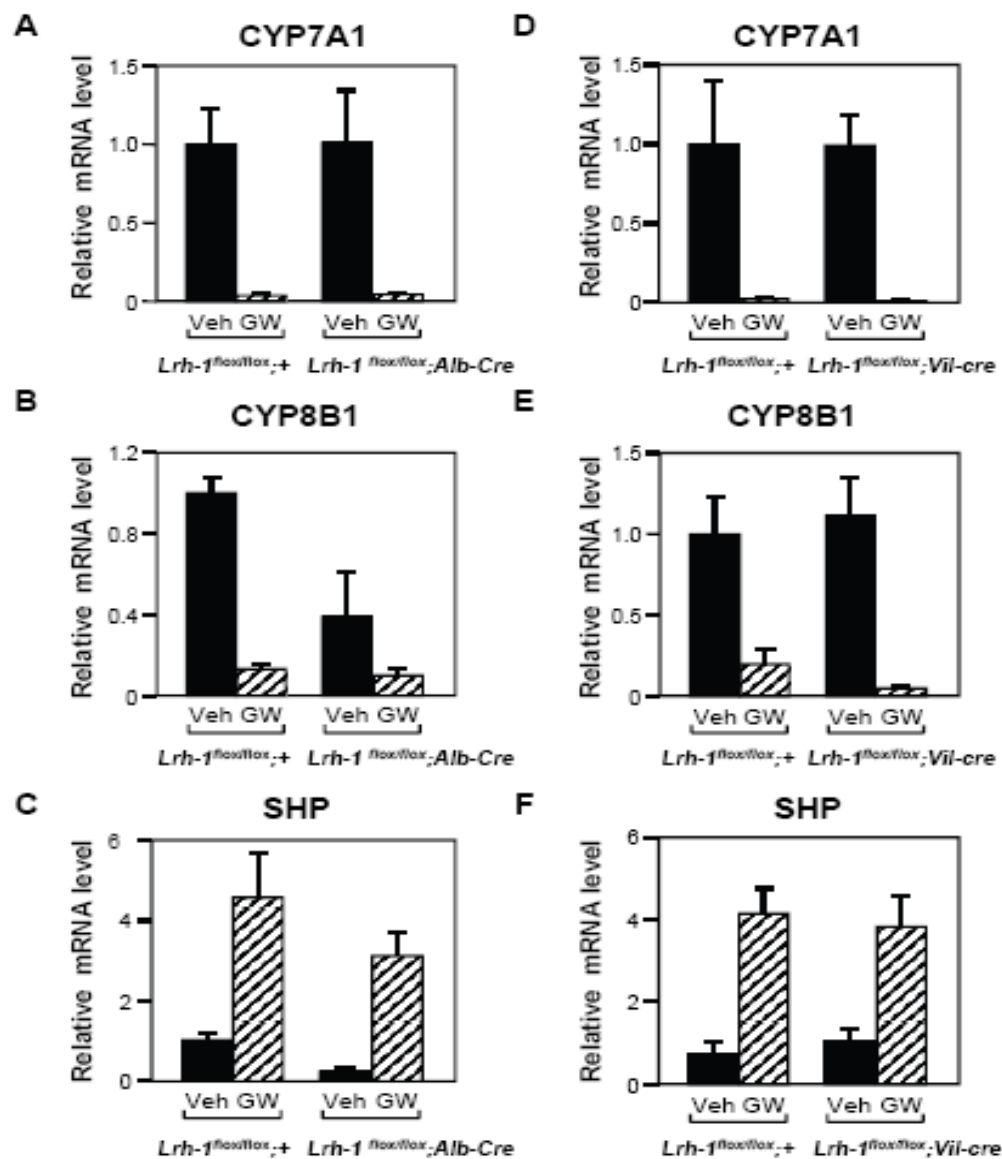 A
CYP7A1
Relative mRNA level
1.5
1.0
0.5
0
Veh GW Veh GW
Lrh-1flox/flox;+ Lrh-1 flox/flox;Alb-Cre
D
CYP7A1
Relative mRNA level
1.5
1.0
0.5
0
Veh GW Veh GW
Lrh-1flox/flox;+ Lrh-1flox/flox;Vil-cre
B
CYP8B1
Relative mRNA level
1.2
0.8
0.4
0
Veh GW Veh GW
Lrh-1flox/flox;+ Lrh-1 flox/flox;Alb-Cre
E
CYP8B1
Relative mRNA level
1.5
1.0
0.5
0
Veh GW Veh GW
Lrh-1flox/flox;+ Lrh-1flox/flox;Vil-cre
C
SHP
Relative mRNA level
6
4
2
0
Veh GW Veh GW
Lrh-1flox/flox;+ Lrh-1 flox/flox;Alb-Cre
F
SHP
Relative mRNA level
6
4
2
0
Veh GW Veh GW
Lrh-1flox/flox;+ Lrh-1flox/flox;Vil-cre